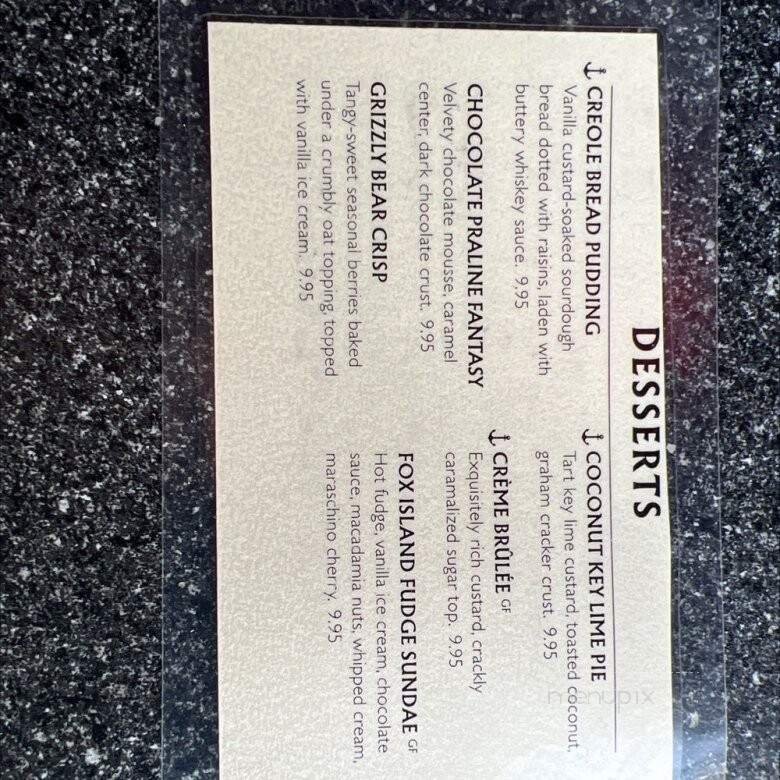 DESSERTS
⚓ CREOLE BREAD PUDDING
Vanilla custard-soaked sourdough
bread dotted with raisins, laden with
buttery whiskey sauce. 9.95
CHOCOLATE PRALINE FANTASY
Velvety chocolate mousse, caramel
center, dark chocolate crust. 9.95
GRIZZLY BEAR CRISP
Tangy-sweet seasonal berries baked
under a crumbly oat topping, topped
with vanilla ice cream. 9.95
⚓ COCONUT KEY LIME PIE
Tart key lime custard, toasted coconut,
graham cracker crust. 9.95
⚓ CRÈME BRÛLÉE GF
Exquisitely rich custard, crackly
caramalized sugar top. 9.95
FOX ISLAND FUDGE SUNDAE GF
Hot fudge, vanilla ice cream, chocolate
sauce, macadamia nuts, whipped cream,
maraschino cherry. 9.95
menupix